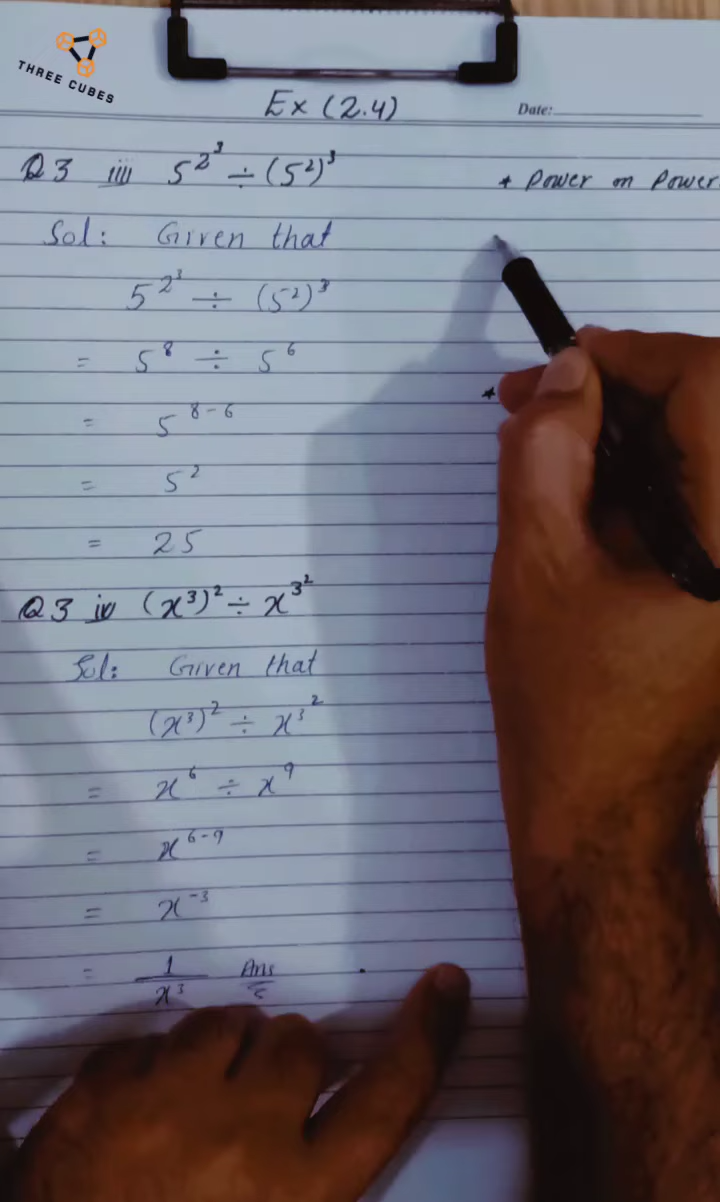 THREE CUBES
Ex (2.4)
Date:
Q3 iii 5^2^3 ÷ (5^2)^3
* Power on Power
Sol: Given that
5^2^3 ÷ (5^2)^3
= 5^8 ÷ 5^6
*
= 5^8-6
= 5^2
= 25
Q3 iv (x^3)^2 ÷ x^3^2
Sol: Given that
(x^3)^2 ÷ x^3^2
= x^6 ÷ x^9
= x^6-9
= x^-3
= 1/x^3 Ans